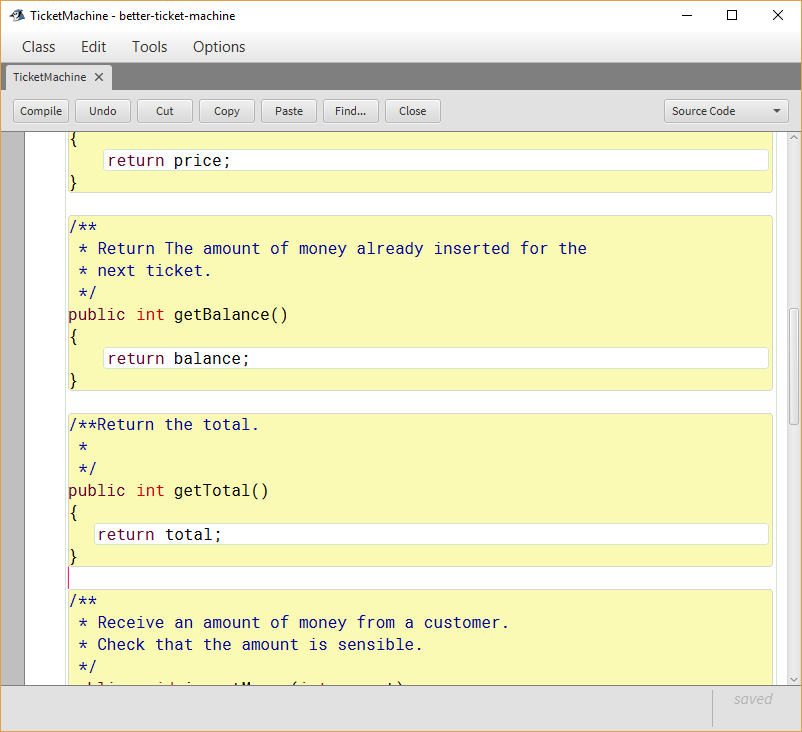 TicketMachine - better-ticket-machine
Class Edit Tools Options
TicketMachine
Compile Undo Cut Copy Paste Find... Close Source Code
{
return price;
}
/**
* Return The amount of money already inserted for the
* next ticket.
*/
public int getBalance()
{
return balance;
}
/**Return the total.
*
*/
public int getTotal()
{
return total;
}
/**
* Receive an amount of money from a customer.
* Check that the amount is sensible.
*/
saved